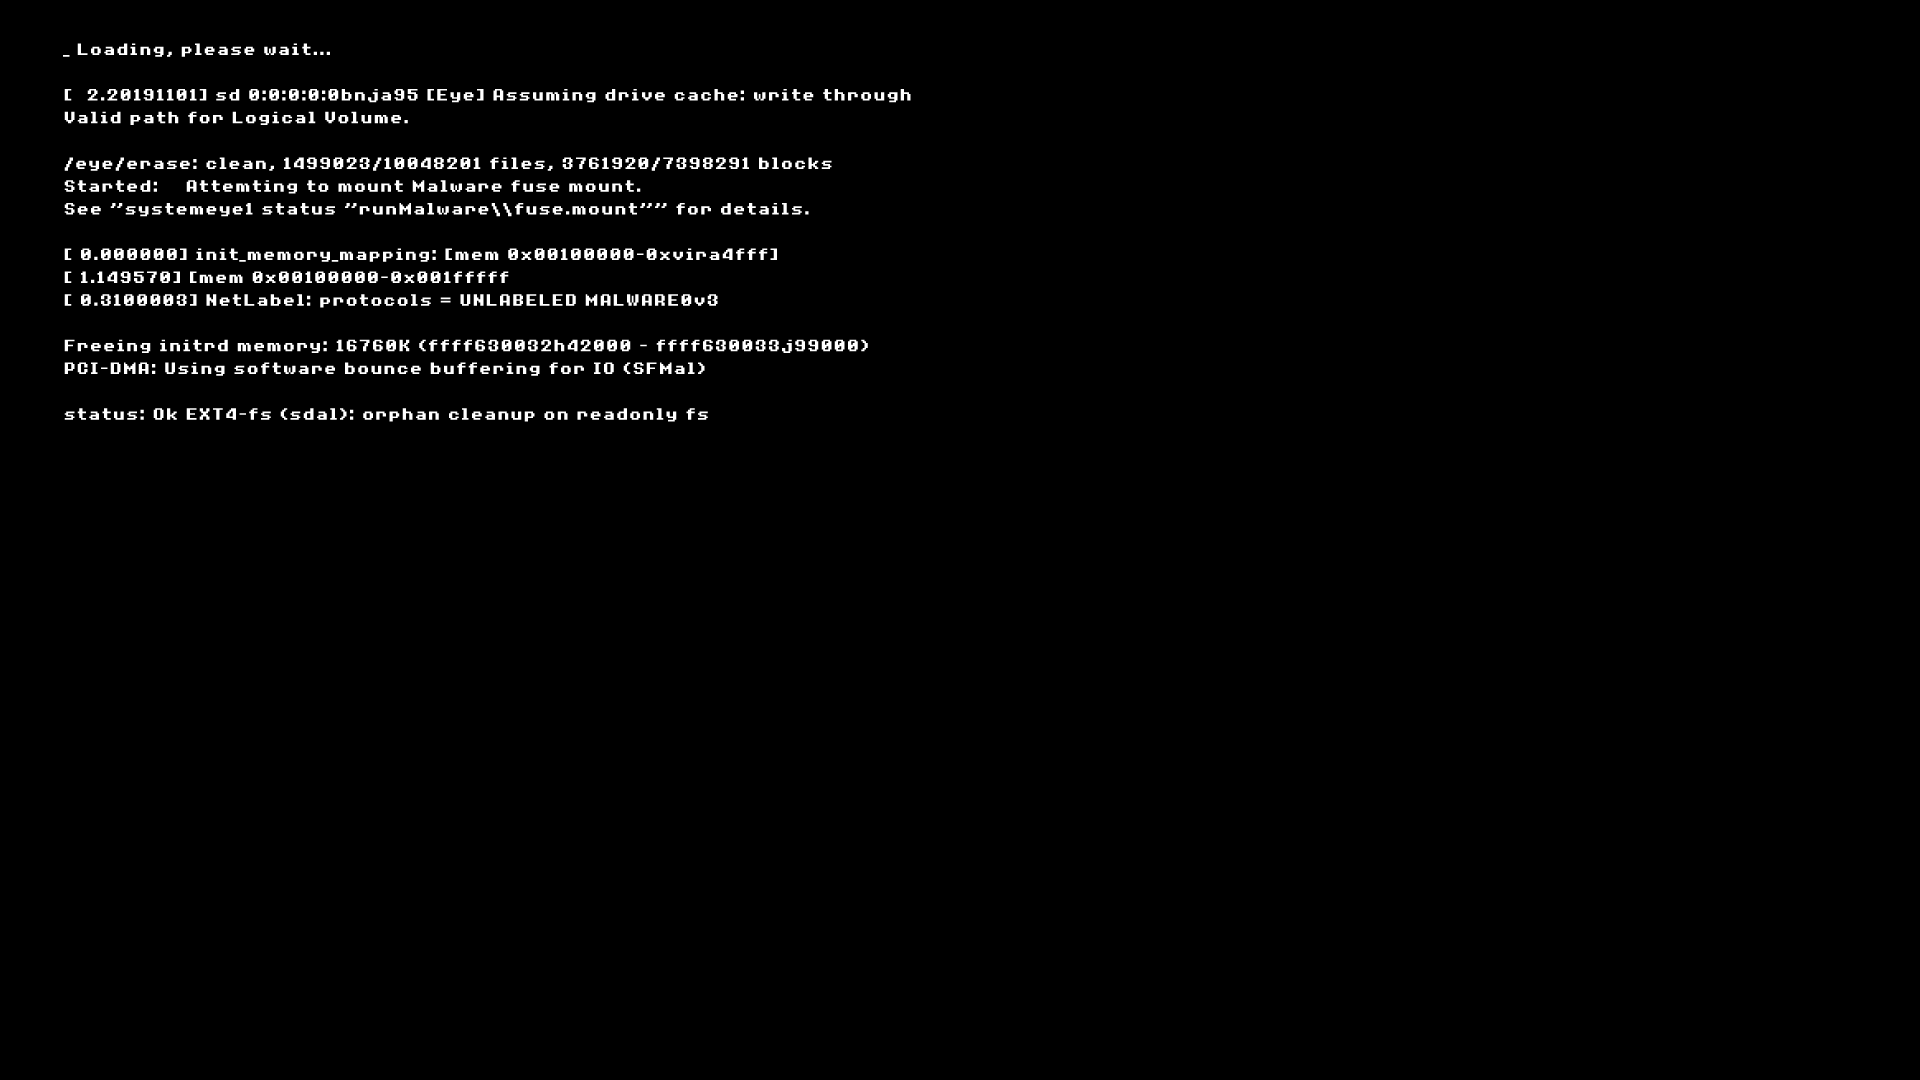 _ Loading, please wait...
[  2.20191101] sd 0:0:0:0:0bnja95 [Eye] Assuming drive cache: write through
Valid path for Logical Volume.
/eye/erase: clean, 1499023/10048201 files, 3761920/7398291 blocks
Started:   Attemting to mount Malware fuse mount.
See "systemeye1 status "runMalware\\fuse.mount"" for details.
[ 0.000000] init_memory_mapping: [mem 0x00100000-0xvira4fff]
[ 1.149570] [mem 0x00100000-0x001fffff
[ 0.3100003] NetLabel: protocols = UNLABELED MALWARE0v3
Freeing initrd memory: 16760K (ffff630032h42000 - ffff630033j99000)
PCI-DMA: Using software bounce buffering for IO (SFMal)
status: Ok EXT4-fs (sdal): orphan cleanup on readonly fs